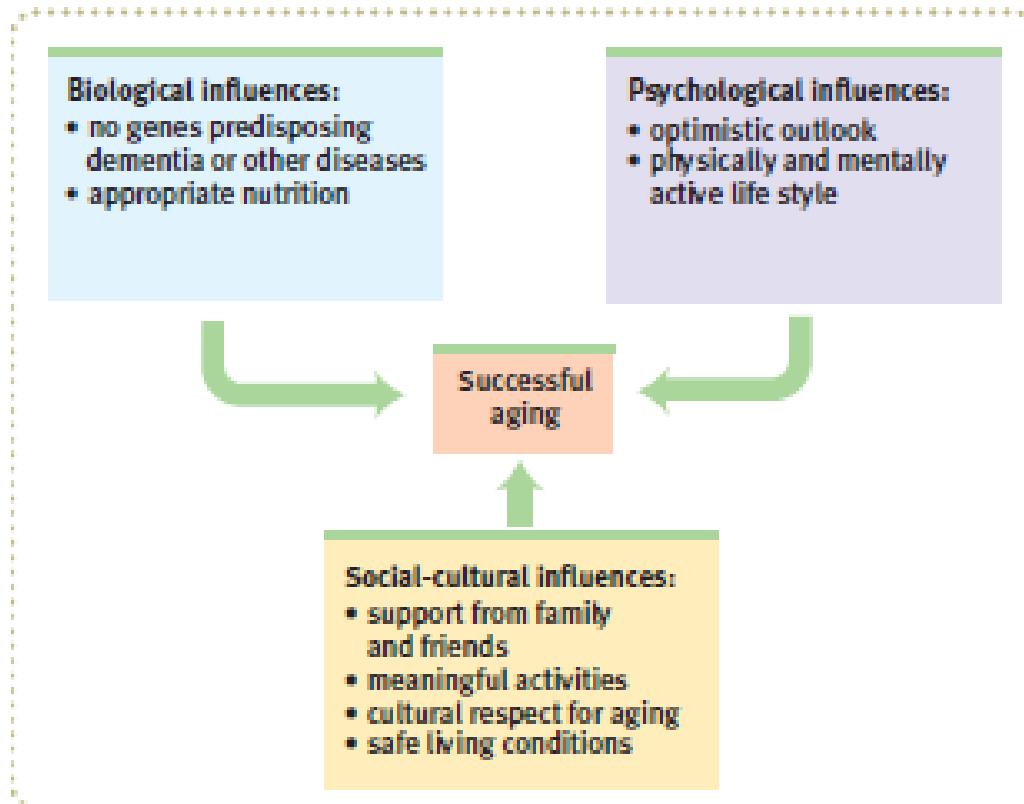 Biological influences:
• no genes predisposing
dementia or other diseases
• appropriate nutrition
Psychological influences:
• optimistic outlook
• physically and mentally
active life style
Successful
aging
Social-cultural influences:
• support from family
and friends
• meaningful activities
• cultural respect for aging
• safe living conditions